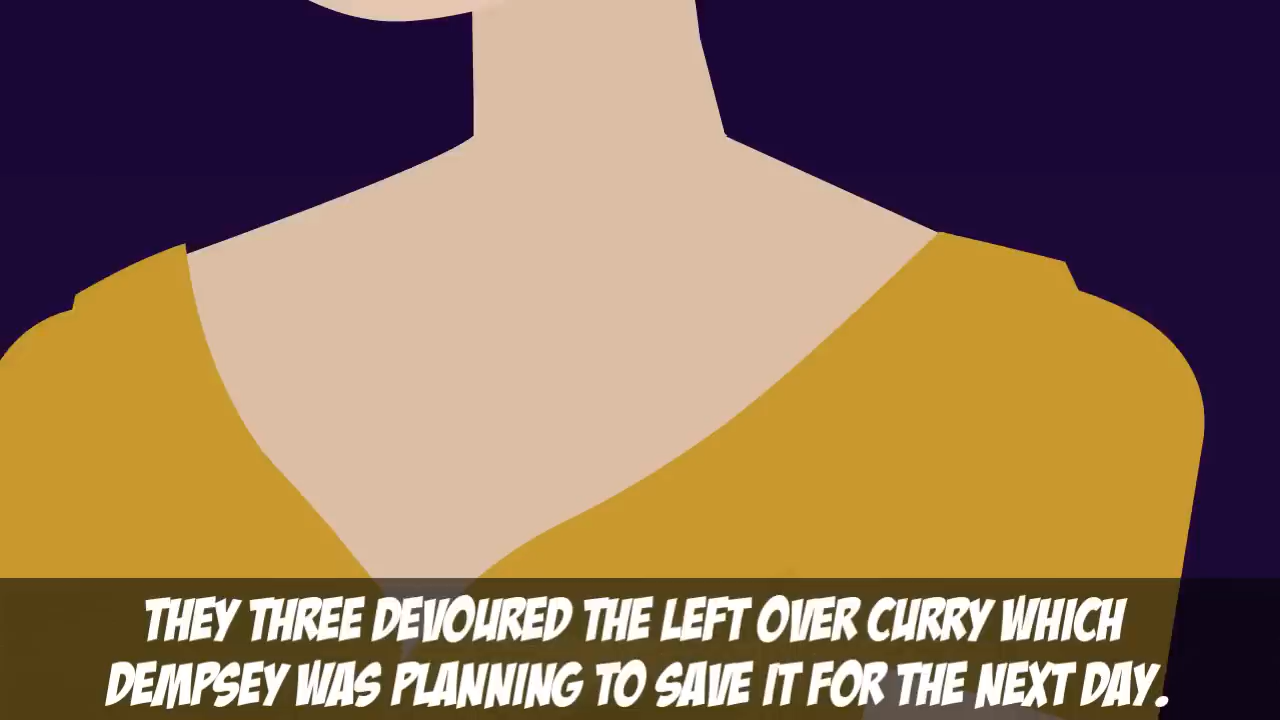 THEY THREE DEVOURED THE LEFT OVER CURRY WHICH
DEMPSEY WAS PLANNING TO SAVE IT FOR THE NEXT DAY.